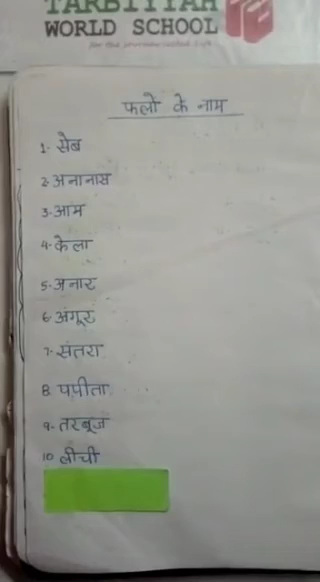 TARBIYYAH
WORLD SCHOOL
फलो के नाम
1. सेब
2. अनानास
3. आम
4. केला
5. अनार
6. अंगूर
7. संतरा
8. पपीता
9. तरबूज
10 लीची